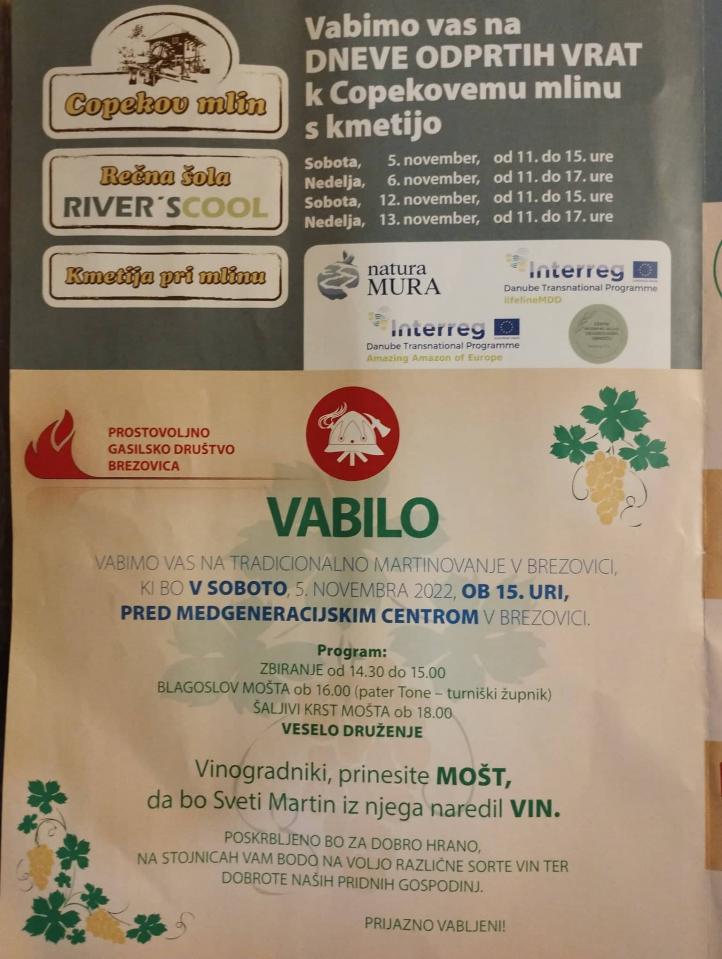 Copekov mlin
Rečna šola
RIVER´SCOOL
Kmetija pri mlinu
Vabimo vas na
DNEVE ODPRTIH VRAT
k Copekovemu mlinu
s kmetijo
Sobota, 5. november, od 11. do 15. ure
Nedelja, 6. november, od 11. do 17. ure
Sobota, 12. november, od 11. do 15. ure
Nedelja, 13. november, od 11. do 17. ure
natura
MURA
Interreg
Danube Transnational Programme
lifelineMDD
Interreg
Danube Transnational Programme
Amazing Amazon of Europe
PROSTOVOLJNO
GASILSKO DRUŠTVO
BREZOVICA
VABILO
VABIMO VAS NA TRADICIONALNO MARTINOVANJE V BREZOVICI,
KI BO V SOBOTO, 5. NOVEMBRA 2022, OB 15. URI,
PRED MEDGENERACIJSKIM CENTROM V BREZOVICI.
Program:
ZBIRANJE od 14.30 do 15.00
BLAGOSLOV MOŠTA ob 16.00 (pater Tone – turniški župnik)
ŠALJIVI KRST MOŠTA ob 18.00
VESELO DRUŽENJE
Vinogradniki, prinesite MOŠT,
da bo Sveti Martin iz njega naredil VIN.
POSKRBLJENO BO ZA DOBRO HRANO,
NA STOJNICAH VAM BODO NA VOLJO RAZLIČNE SORTE VIN TER
DOBROTE NAŠIH PRIDNIH GOSPODINJ.
PRIJAZNO VABLJENI!